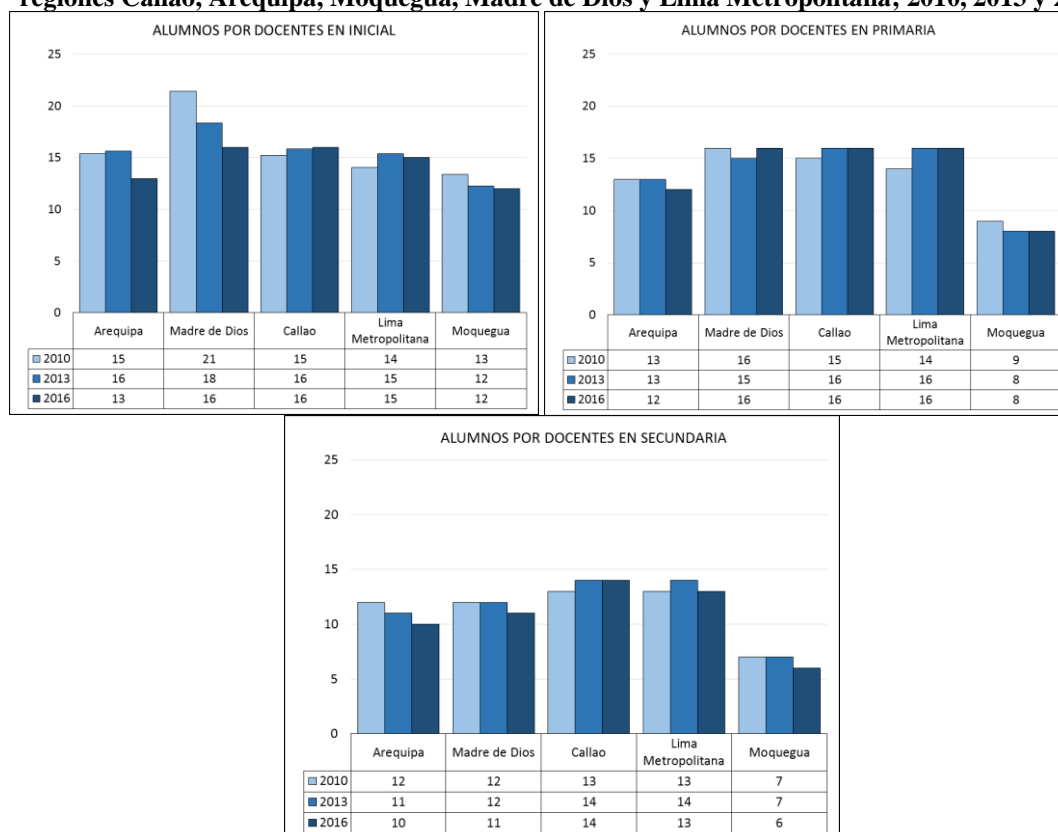 regiones Callao, Arequipa, Moquegua, Madre de Dios y Lima Metropolitana, 2010, 2013 y
ALUMNOS POR DOCENTES EN INICIAL
25
20
15
10
5
0
Arequipa Madre de Dios Callao Lima Metropolitana Moquegua
2010 15 21 15 14 13
2013 16 18 16 15 12
2016 13 16 16 15 12
ALUMNOS POR DOCENTES EN PRIMARIA
25
20
15
10
5
0
Arequipa Madre de Dios Callao Lima Metropolitana Moquegua
2010 13 16 15 14 9
2013 13 15 16 16 8
2016 12 16 16 16 8
ALUMNOS POR DOCENTES EN SECUNDARIA
25
20
15
10
5
0
Arequipa Madre de Dios Callao Lima Metropolitana Moquegua
2010 12 12 13 13 7
2013 11 12 14 14 7
2016 10 11 14 13 6